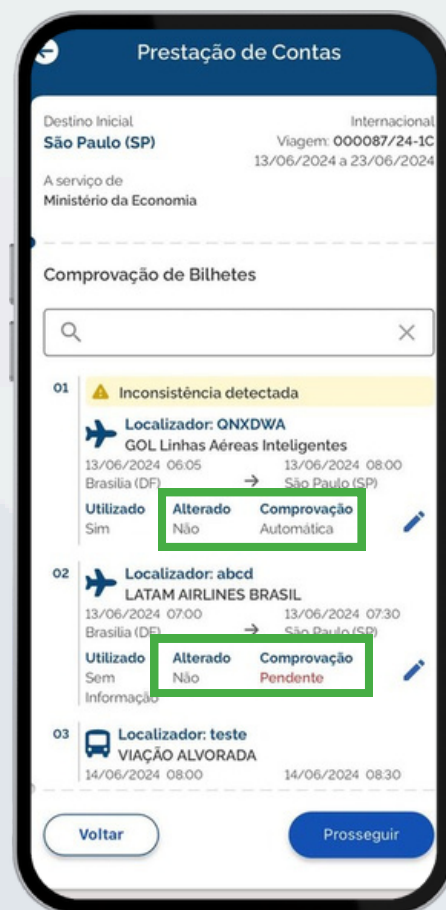 Prestação de Contas
Destino Inicial
Internacional
São Paulo (SP)
Viagem: 000087/24-1C
13/06/2024 a 23/06/2024
A serviço de
Ministério da Economia
Comprovação de Bilhetes
01
Inconsistência detectada
Localizador: QNXDWA
GOL Linhas Aéreas Inteligentes
13/06/2024 06:05 13/06/2024 08:00
Brasília (DF) → São Paulo (SP)
Utilizado Alterado Comprovação
Sim Não Automática
02
Localizador: abcd
LATAM AIRLINES BRASIL
13/06/2024 07:00 13/06/2024 07:30
Brasília (DF) → São Paulo (SP)
Utilizado Alterado Comprovação
Sem Não Pendente
Informação
03
Localizador: teste
VIAÇÃO ALVORADA
14/06/2024 08:00 14/06/2024 08:30
Voltar Prosseguir